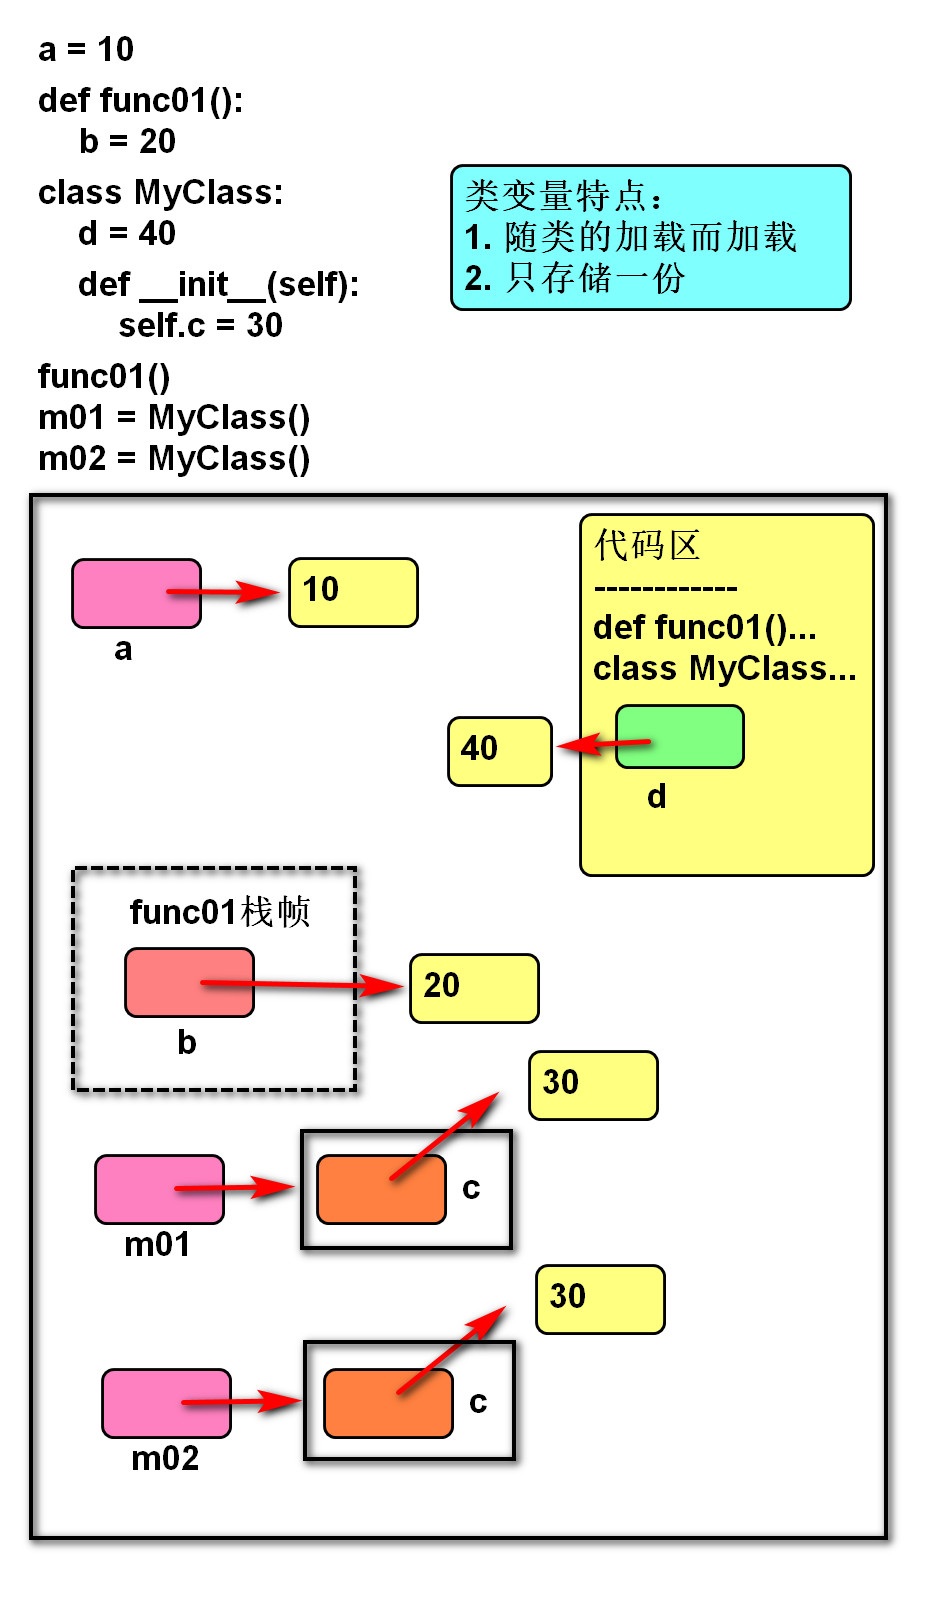 a = 10
def func01():
b = 20
class MyClass:
d = 40
def __init__(self):
self.c = 30
func01()
m01 = MyClass()
m02 = MyClass()
类变量特点：
1. 随类的加载而加载
2. 只存储一份
代码区
------------
def func01()...
class MyClass...
10
a
40
d
func01栈帧
20
b
30
c
m01
30
c
m02